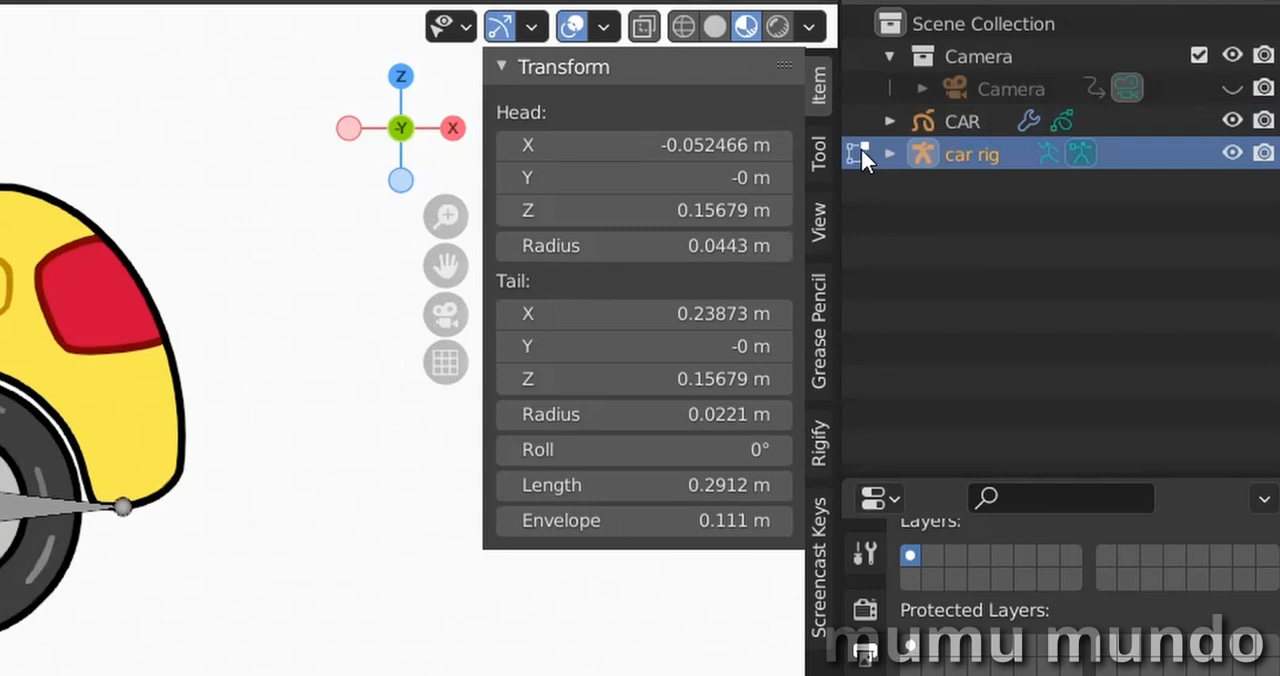 Scene Collection
Camera
Camera
CAR
car rig
Z
-Y
X
Transform
Head:
X -0.052466 m
Y -0 m
Z 0.15679 m
Radius 0.0443 m
Tail:
X 0.23873 m
Y -0 m
Z 0.15679 m
Radius 0.0221 m
Roll 0°
Length 0.2912 m
Envelope 0.111 m
Item
Tool
View
Grease Pencil
Rigify
Screencast Keys
Layers:
Protected Layers:
mumu mundo